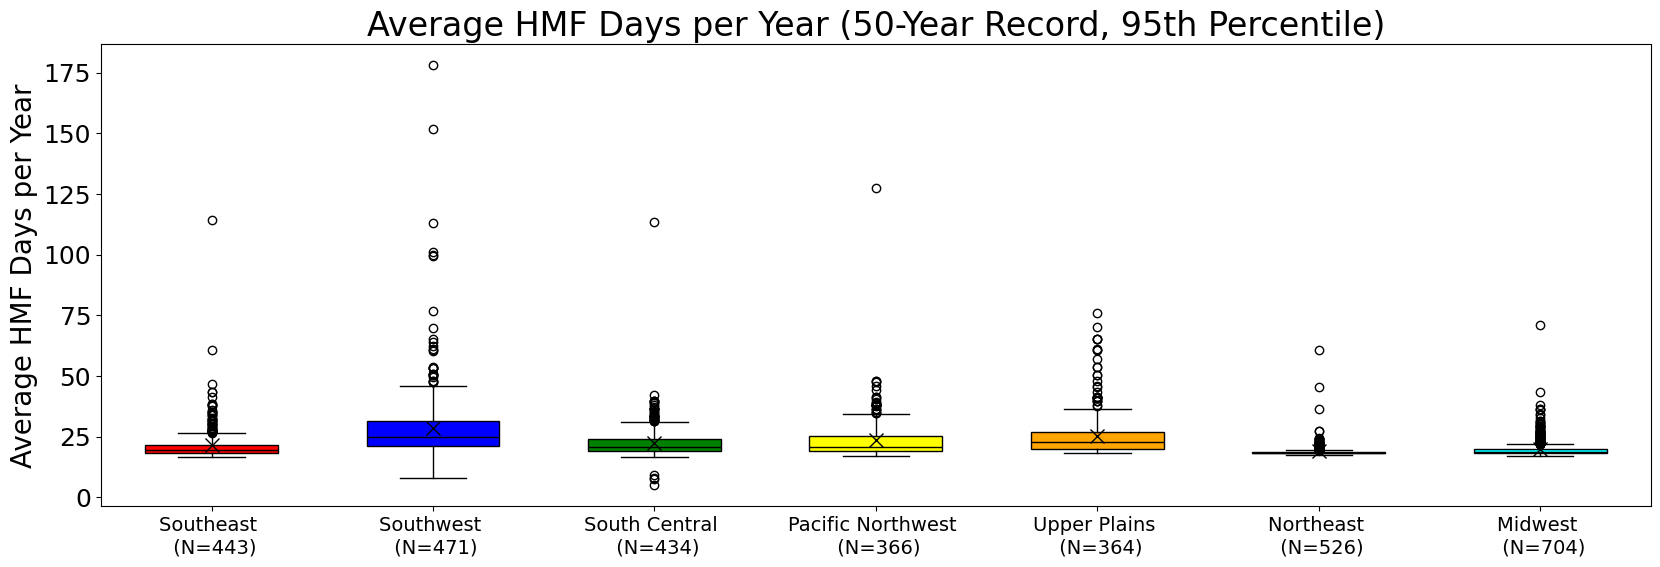 Average HMF Days per Year (50-Year Record, 95th Percentile)
Average HMF Days per Year
175
150
125
100
75
50
25
0
Southeast
(N=443)
Southwest
(N=471)
South Central
(N=434)
Pacific Northwest
(N=366)
Upper Plains
(N=364)
Northeast
(N=526)
Midwest
(N=704)